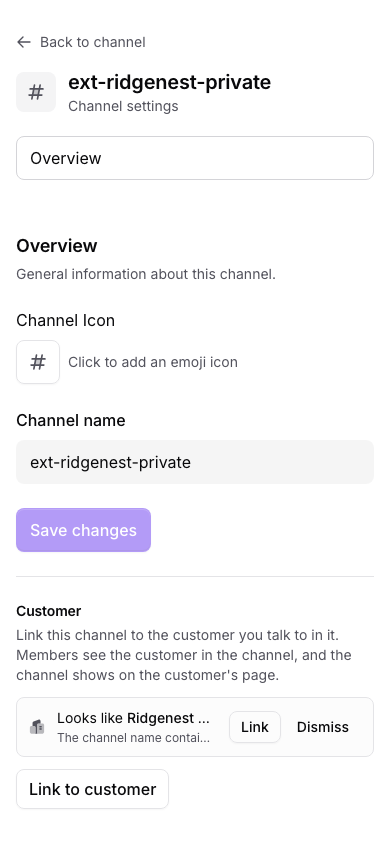 Back to channel
ext-ridgenest-private
Channel settings
Overview
Overview
General information about this channel.
Channel Icon
Click to add an emoji icon
Channel name
ext-ridgenest-private
Save changes
Customer
Link this channel to the customer you talk to in it.
Members see the customer in the channel, and the
channel shows on the customer's page.
Looks like Ridgenest ...
The channel name contai...
Link
Dismiss
Link to customer